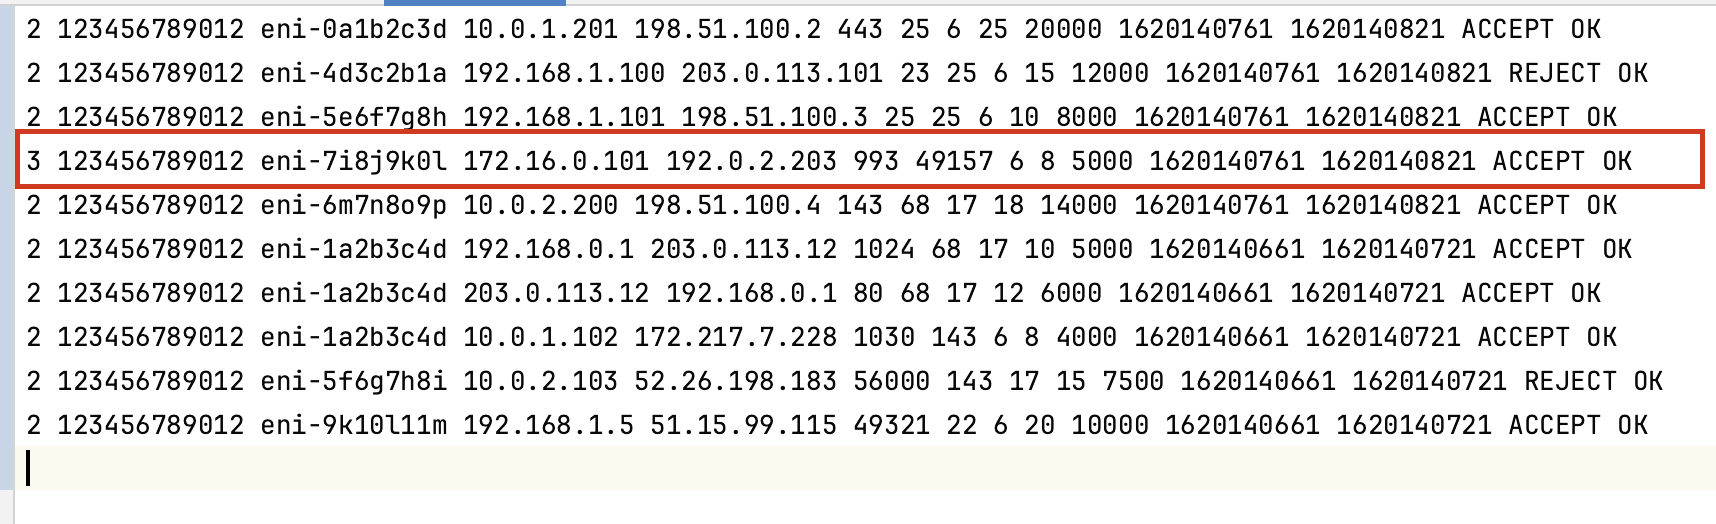 2 123456789012 eni-0a1b2c3d 10.0.1.201 198.51.100.2 443 25 6 25 20000 1620140761 1620140821 ACCEPT OK
2 123456789012 eni-4d3c2b1a 192.168.1.100 203.0.113.101 23 25 6 15 12000 1620140761 1620140821 REJECT OK
2 123456789012 eni-5e6f7g8h 192.168.1.101 198.51.100.3 25 25 6 10 8000 1620140761 1620140821 ACCEPT OK
3 123456789012 eni-7i8j9k0l 172.16.0.101 192.0.2.203 993 49157 6 8 5000 1620140761 1620140821 ACCEPT OK
2 123456789012 eni-6m7n8o9p 10.0.2.200 198.51.100.4 143 68 17 18 14000 1620140761 1620140821 ACCEPT OK
2 123456789012 eni-1a2b3c4d 192.168.0.1 203.0.113.12 1024 68 17 10 5000 1620140661 1620140721 ACCEPT OK
2 123456789012 eni-1a2b3c4d 203.0.113.12 192.168.0.1 80 68 17 12 6000 1620140661 1620140721 ACCEPT OK
2 123456789012 eni-1a2b3c4d 10.0.1.102 172.217.7.228 1030 143 6 8 4000 1620140661 1620140721 ACCEPT OK
2 123456789012 eni-5f6g7h8i 10.0.2.103 52.26.198.183 56000 143 17 15 7500 1620140661 1620140721 REJECT OK
2 123456789012 eni-9k10l11m 192.168.1.5 51.15.99.115 49321 22 6 20 10000 1620140661 1620140721 ACCEPT OK